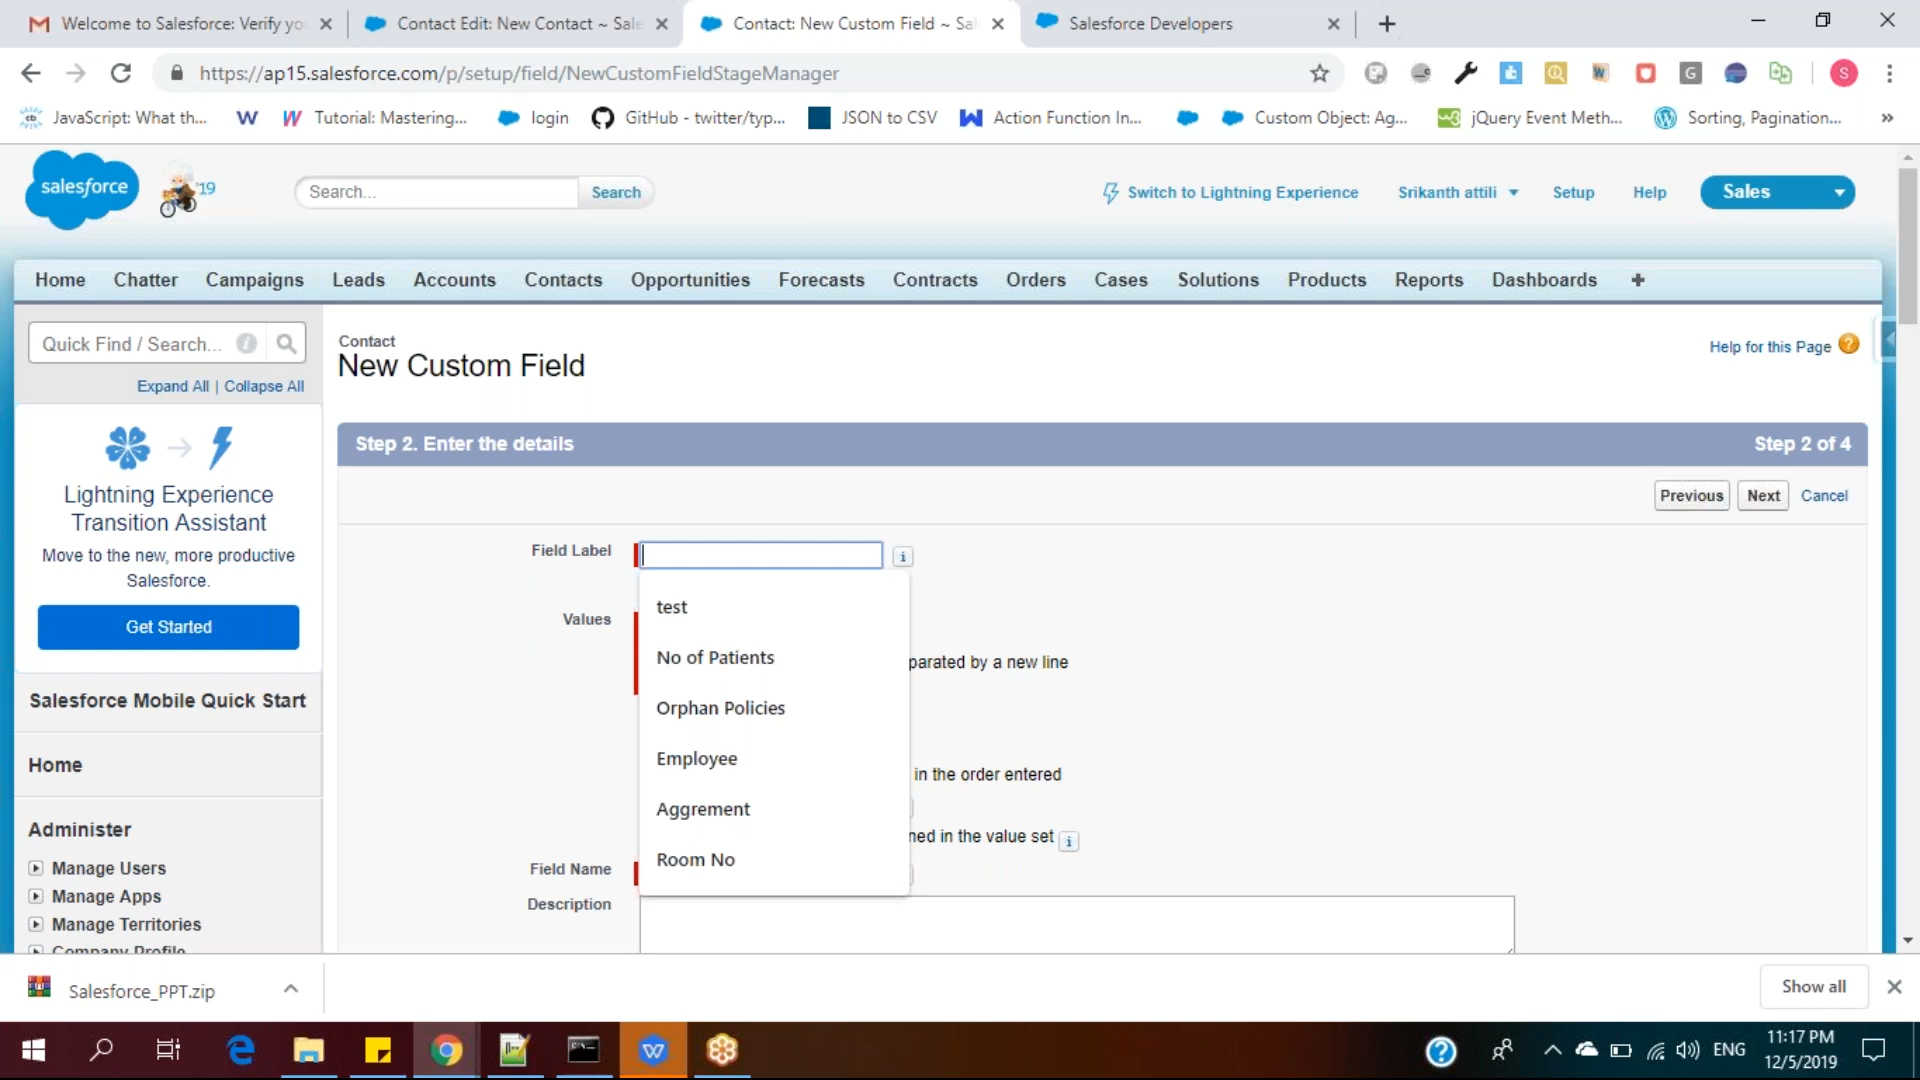 Welcome to Salesforce: Verify yo
Contact Edit: New Contact ~ Sale
Contact: New Custom Field ~ Sa
Salesforce Developers
https://ap15.salesforce.com/p/setup/field/NewCustomFieldStageManager
S
JavaScript: What th...
Tutorial: Mastering...
login
GitHub - twitter/typ...
JSON to CSV
Action Function In...
Custom Object: Ag...
jQuery Event Meth...
Sorting, Pagination...
»
salesforce
'19
Search...
Search
Switch to Lightning Experience
Srikanth attili
Setup
Help
Sales
Home
Chatter
Campaigns
Leads
Accounts
Contacts
Opportunities
Forecasts
Contracts
Orders
Cases
Solutions
Products
Reports
Dashboards
+
Quick Find / Search...
Expand All | Collapse All
Contact
New Custom Field
Help for this Page
Lightning Experience
Transition Assistant
Move to the new, more productive
Salesforce.
Get Started
Step 2. Enter the details
Step 2 of 4
Previous
Next
Cancel
Field Label
test
Values
No of Patients
parated by a new line
Orphan Policies
Employee
in the order entered
Aggrement
ned in the value set
Room No
Field Name
Description
Salesforce Mobile Quick Start
Home
Administer
Manage Users
Manage Apps
Manage Territories
Company Profile
Salesforce_PPT.zip
Show all
ENG
11:17 PM
12/5/2019